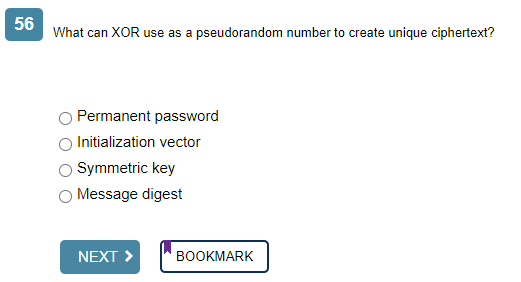 56
What can XOR use as a pseudorandom number to create unique ciphertext?
Permanent password
Initialization vector
Symmetric key
Message digest
NEXT
BOOKMARK